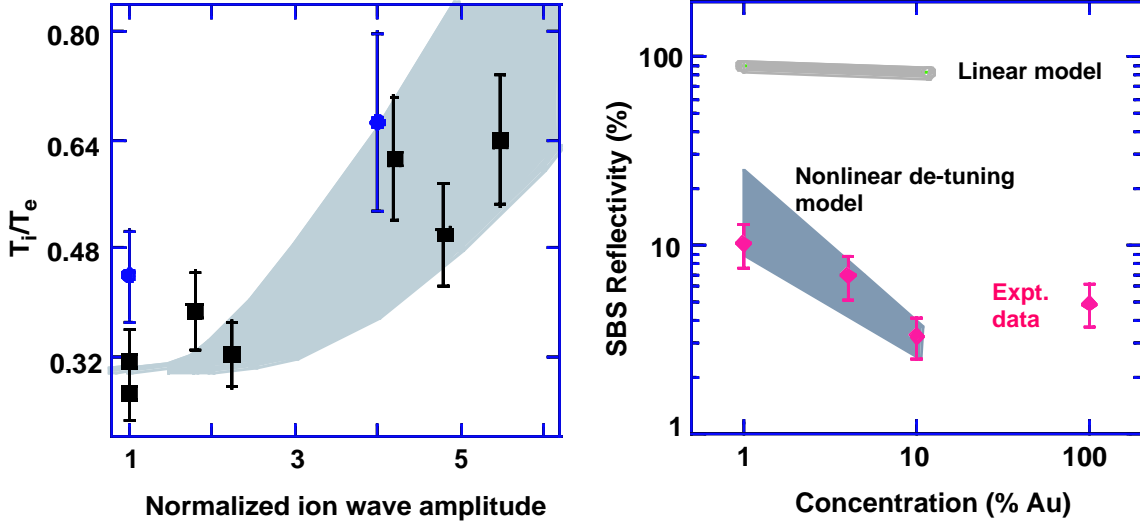 0.80
0.64
0.48
0.32
Ti/Te
1
3
5
Normalized ion wave amplitude
100
10
1
SBS Reflectivity (%)
Linear model
Nonlinear de-tuning
model
Expt.
data
1
10
100
Concentration (% Au)